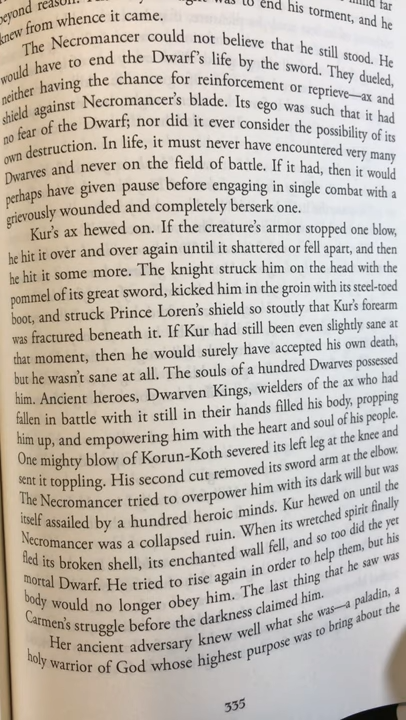 beyond reason. to end his torment, and he
knew from whence it came.
The Necromancer could not believe that he still stood. He
would have to end the Dwarf's life by the sword. They dueled,
neither having the chance for reinforcement or reprieve—ax and
shield against Necromancer's blade. Its ego was such that it had
no fear of the Dwarf; nor did it ever consider the possibility of its
own destruction. In life, it must never have encountered very many
Dwarves and never on the field of battle. If it had, then it would
perhaps have given pause before engaging in single combat with a
grievously wounded and completely berserk one.
Kur's ax hewed on. If the creature's armor stopped one blow,
he hit it over and over again until it shattered or fell apart, and then
he hit it some more. The knight struck him on the head with the
pommel of its great sword, kicked him in the groin with its steel-toed
boot, and struck Prince Loren's shield so stoutly that Kur's forearm
was fractured beneath it. If Kur had still been even slightly sane at
that moment, then he would surely have accepted his own death,
but he wasn't sane at all. The souls of a hundred Dwarves possessed
him. Ancient heroes, Dwarven Kings, wielders of the ax who had
fallen in battle with it still in their hands filled his body, propping
him up, and empowering him with the heart and soul of his people.
One mighty blow of Korun-Koth severed its left leg at the knee and
sent it toppling. His second cut removed its sword arm at the elbow.
The Necromancer tried to overpower him with its dark will but was
itself assailed by a hundred heroic minds. Kur hewed on until the
Necromancer was a collapsed ruin. When its wretched spirit finally
fled its broken shell, its enchanted wall fell, and so too did the yet
mortal Dwarf. He tried to rise again in order to help them, but his
body would no longer obey him. The last thing that he saw was
Carmen's struggle before the darkness claimed him.
Her ancient adversary knew well what she was—a paladin, a
holy warrior of God whose highest purpose was to bring about the
335